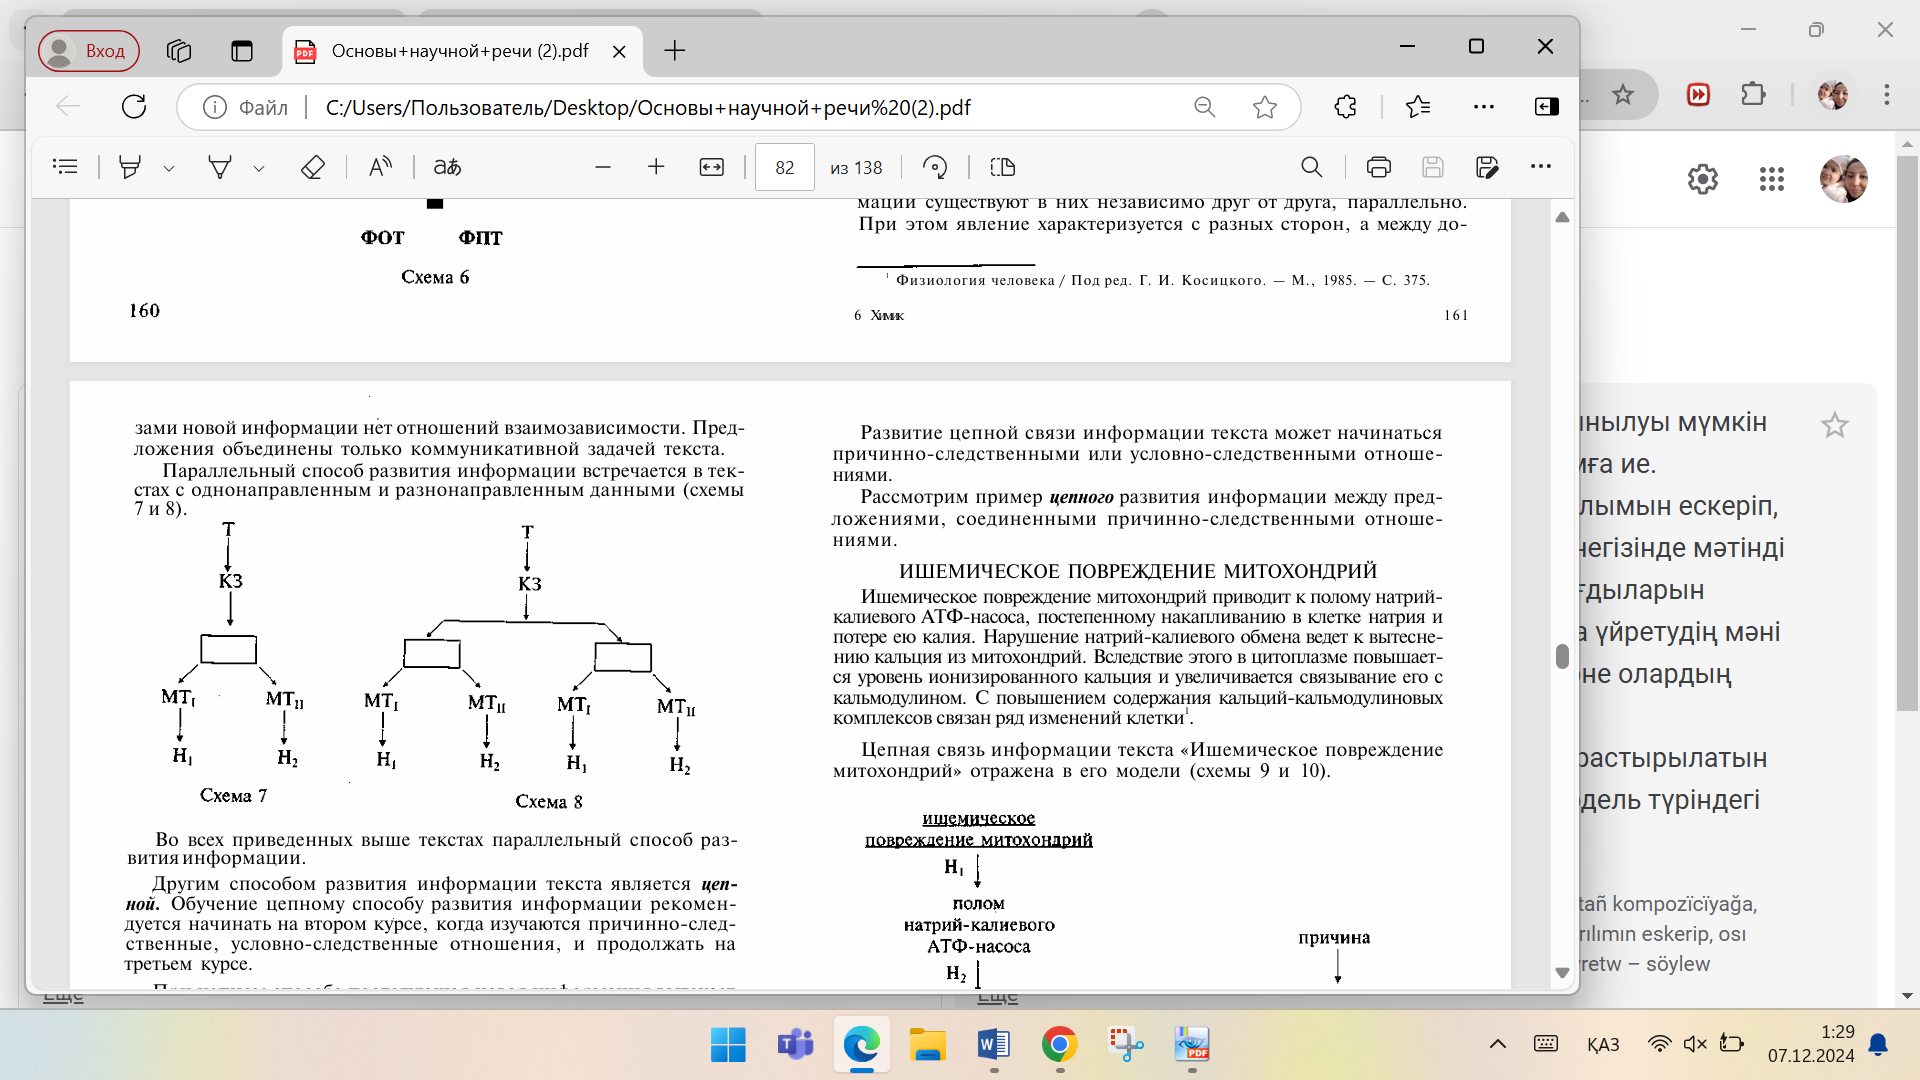 Вход
Основы+научной+речи (2).pdf
Файл
C:/Users/Пользователь/Desktop/Основы+научной+речи%20(2).pdf
82 из 138
ФОТ ФПТ
Схема 6
160
мации существуют в них независимо друг от друга, параллельно.
При этом явление характеризуется с разных сторон, а между до-
1 Физиология человека / Под ред. Г. И. Косицкого. — М., 1985. — С. 375.
6 Химик 161
зами новой информации нет отношений взаимозависимости. Пред-
ложения объединены только коммуникативной задачей текста.
Параллельный способ развития информации встречается в тек-
стах с однонаправленным и разнонаправленным данными (схемы
7 и 8).
Т
КЗ
МТI МТII
Н1 Н2
Схема 7
Т
КЗ
МТI МТII МТI МТII
Н1 Н2 Н1 Н2
Схема 8
Во всех приведенных выше текстах параллельный способ раз-
вития информации.
Другим способом развития информации текста является цеп-
ной. Обучение цепному способу развития информации рекомен-
дуется начинать на втором курсе, когда изучаются причинно-след-
ственные, условно-следственные отношения, и продолжать на
третьем курсе.
Развитие цепной связи информации текста может начинаться
причинно-следственными или условно-следственными отноше-
ниями.
Рассмотрим пример цепного развития информации между пред-
ложениями, соединенными причинно-следственными отноше-
ниями.
ИШЕМИЧЕСКОЕ ПОВРЕЖДЕНИЕ МИТОХОНДРИЙ
Ишемическое повреждение митохондрий приводит к полому натрий-
калиевого АТФ-насоса, постепенному накапливанию в клетке натрия и
потере ею калия. Нарушение натрий-калиевого обмена ведет к вытесне-
нию кальция из митохондрий. Вследствие этого в цитоплазме повышает-
ся уровень ионизированного кальция и увеличивается связывание его с
кальмодулином. С повышением содержания кальций-кальмодулиновых
комплексов связан ряд изменений клетки1.
Цепная связь информации текста «Ишемическое повреждение
митохондрий» отражена в его модели (схемы 9 и 10).
ишемическое
повреждение митохондрий
Н1
полом
натрий-калиевого
АТФ-насоса
Н2
причина
ынылуы мүмкін
ға ие.
лымын ескеріп,
негізінде мәтінді
ғдыларын
а үйретудің мәні
не олардың
растырылатын
дель түріндегі
tañ kompozïcïyağa,
rılımın eskerip, osı
retw – söylew
Еще
Еще
ҚАЗ
1:29
07.12.2024